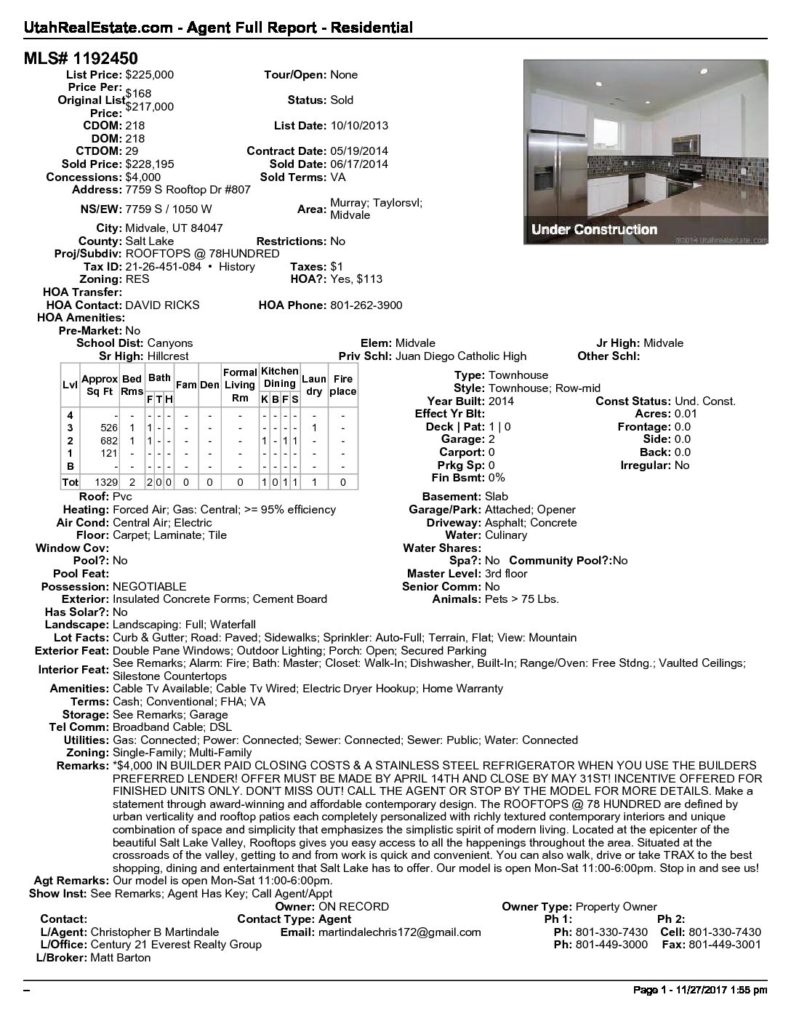 UtahRealEstate.com - Agent Full Report - Residential
MLS# 1192450
List Price: $225,000 Tour/Open: None
Price Per: $168
Original List Price: $217,000 Status: Sold
CDOM: 218 List Date: 10/10/2013
DOM: 218
CTDOM: 29 Contract Date: 05/19/2014
Sold Price: $228,195 Sold Date: 06/17/2014
Concessions: $4,000 Sold Terms: VA
Address: 7759 S Rooftop Dr #807
NS/EW: 7759 S / 1050 W Area: Murray; Taylorsvl; Midvale
City: Midvale, UT 84047
County: Salt Lake Restrictions: No
Proj/Subdiv: ROOFTOPS @ 78HUNDRED
Tax ID: 21-26-451-084 • History Taxes: $1
Zoning: RES HOA?: Yes, $113
HOA Transfer:
HOA Contact: DAVID RICKS HOA Phone: 801-262-3900
HOA Amenities:
Pre-Market: No
Under Construction
©2014 UtahRealEstate.com
School Dist: Canyons Elem: Midvale Jr High: Midvale
Sr High: Hillcrest Priv Schl: Juan Diego Catholic High Other Schl:
Lvl Approx Sq Ft Bed Rms Bath F T H Fam Den Formal Living Rm Kitchen Dining K B F S Laun dry Fire place
4 - - - - - - - - - - - - - -
3 526 1 1 - - - - - - - - - 1 -
2 682 1 1 - - - - - 1 - 1 1 - -
1 121 - - - - - - - - - - - - -
B - - - - - - - - - - - - - -
Tot 1329 2 2 0 0 0 0 0 1 0 1 1 1 0
Type: Townhouse
Style: Townhouse; Row-mid
Year Built: 2014 Const Status: Und. Const.
Effect Yr Blt: Acres: 0.01
Deck | Pat: 1 | 0 Frontage: 0.0
Garage: 2 Side: 0.0
Carport: 0 Back: 0.0
Prkg Sp: 0 Irregular: No
Fin Bsmt: 0%
Roof: Pvc Basement: Slab
Heating: Forced Air; Gas: Central; >= 95% efficiency Garage/Park: Attached; Opener
Air Cond: Central Air; Electric Driveway: Asphalt; Concrete
Floor: Carpet; Laminate; Tile Water: Culinary
Window Cov: Water Shares:
Pool?: No Spa?: No Community Pool?:No
Pool Feat: Master Level: 3rd floor
Possession: NEGOTIABLE Senior Comm: No
Exterior: Insulated Concrete Forms; Cement Board Animals: Pets > 75 Lbs.
Has Solar?: No
Landscape: Landscaping: Full; Waterfall
Lot Facts: Curb & Gutter; Road: Paved; Sidewalks; Sprinkler: Auto-Full; Terrain, Flat; View: Mountain
Exterior Feat: Double Pane Windows; Outdoor Lighting; Porch: Open; Secured Parking
Interior Feat: See Remarks; Alarm: Fire; Bath: Master; Closet: Walk-In; Dishwasher, Built-In; Range/Oven: Free Stdng.; Vaulted Ceilings;
Silestone Countertops
Amenities: Cable Tv Available; Cable Tv Wired; Electric Dryer Hookup; Home Warranty
Terms: Cash; Conventional; FHA; VA
Storage: See Remarks; Garage
Tel Comm: Broadband Cable; DSL
Utilities: Gas: Connected; Power: Connected; Sewer: Connected; Sewer: Public; Water: Connected
Zoning: Single-Family; Multi-Family
Remarks: *$4,000 IN BUILDER PAID CLOSING COSTS & A STAINLESS STEEL REFRIGERATOR WHEN YOU USE THE BUILDERS
PREFERRED LENDER! OFFER MUST BE MADE BY APRIL 14TH AND CLOSE BY MAY 31ST! INCENTIVE OFFERED FOR
FINISHED UNITS ONLY. DON'T MISS OUT! CALL THE AGENT OR STOP BY THE MODEL FOR MORE DETAILS. Make a
statement through award-winning and affordable contemporary design. The ROOFTOPS @ 78 HUNDRED are defined by
urban verticality and rooftop patios each completely personalized with richly textured contemporary interiors and unique
combination of space and simplicity that emphasizes the simplistic spirit of modern living. Located at the epicenter of the
beautiful Salt Lake Valley, Rooftops gives you easy access to all the happenings throughout the area. Situated at the
crossroads of the valley, getting to and from work is quick and convenient. You can also walk, drive or take TRAX to the best
shopping, dining and entertainment that Salt Lake has to offer. Our model is open Mon-Sat 11:00-6:00pm. Stop in and see us!
Agt Remarks: Our model is open Mon-Sat 11:00-6:00pm.
Show Inst: See Remarks; Agent Has Key; Call Agent/Appt
Owner: ON RECORD Owner Type: Property Owner
Contact: Contact Type: Agent Ph 1: Ph 2:
L/Agent: Christopher B Martindale Email: martindalechris172@gmail.com Ph: 801-330-7430 Cell: 801-330-7430
L/Office: Century 21 Everest Realty Group Ph: 801-449-3000 Fax: 801-449-3001
L/Broker: Matt Barton
– Page 1 - 11/27/2017 1:55 pm